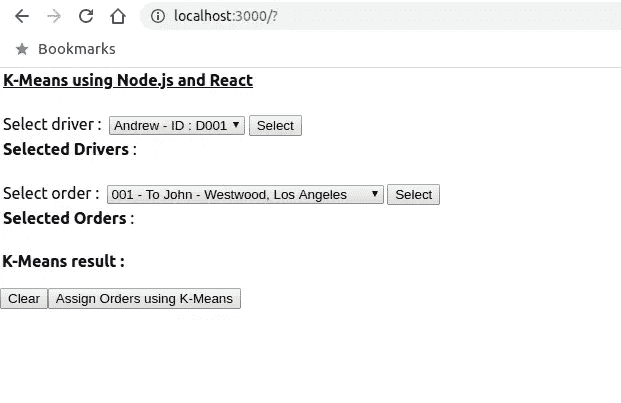 localhost:3000/?
Bookmarks
K-Means using Node.js and React
Select driver : Andrew - ID : D001 Select
Selected Drivers :
Select order : 001 - To John - Westwood, Los Angeles Select
Selected Orders :
K-Means result :
Clear Assign Orders using K-Means